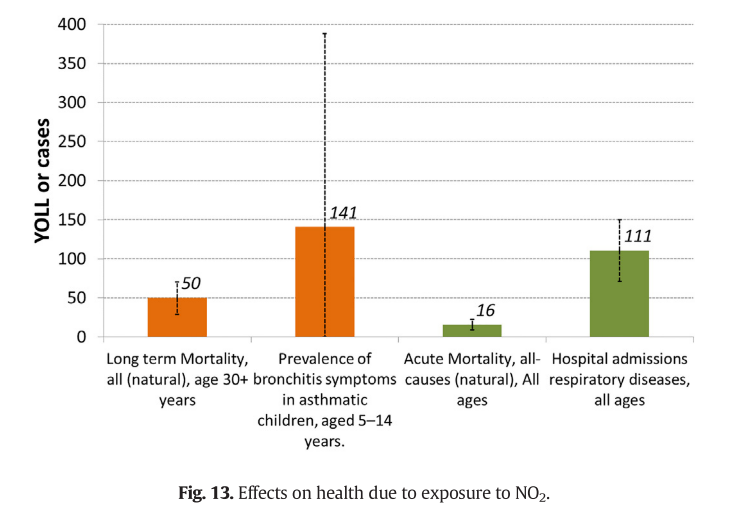 400
350
300
250
200
150
100
50
0
YOLL or cases
50
141
16
111
Long term Mortality,
all (natural), age 30+
years
Prevalence of
bronchitis symptoms
in asthmatic
children, aged 5–14
years.
Acute Mortality, all-
causes (natural), All
ages
Hospital admissions
respiratory diseases,
all ages
Fig. 13. Effects on health due to exposure to NO₂.